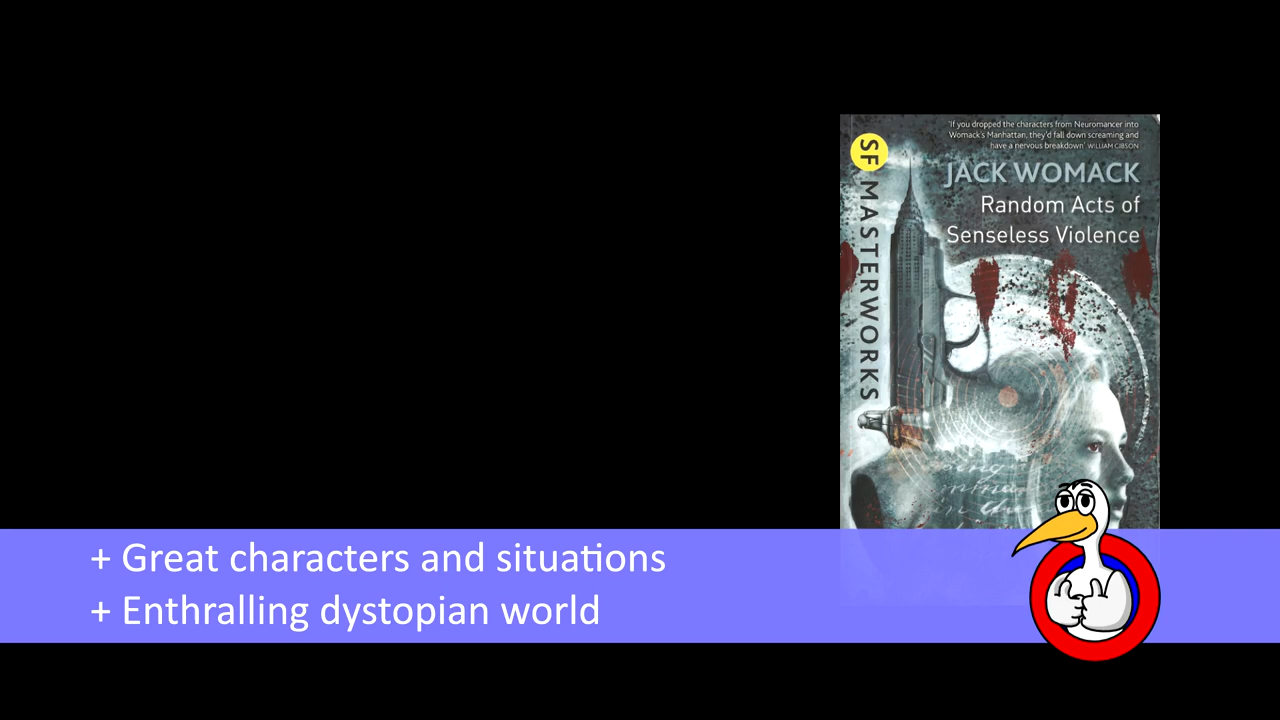 'If you dropped the characters from Neuromancer into
Womack's Manhattan, they'd fall down screaming and
have a nervous breakdown' WILLIAM GIBSON
JACK WOMACK
Random Acts of
Senseless Violence
SF MASTERWORKS
+ Great characters and situations
+ Enthralling dystopian world